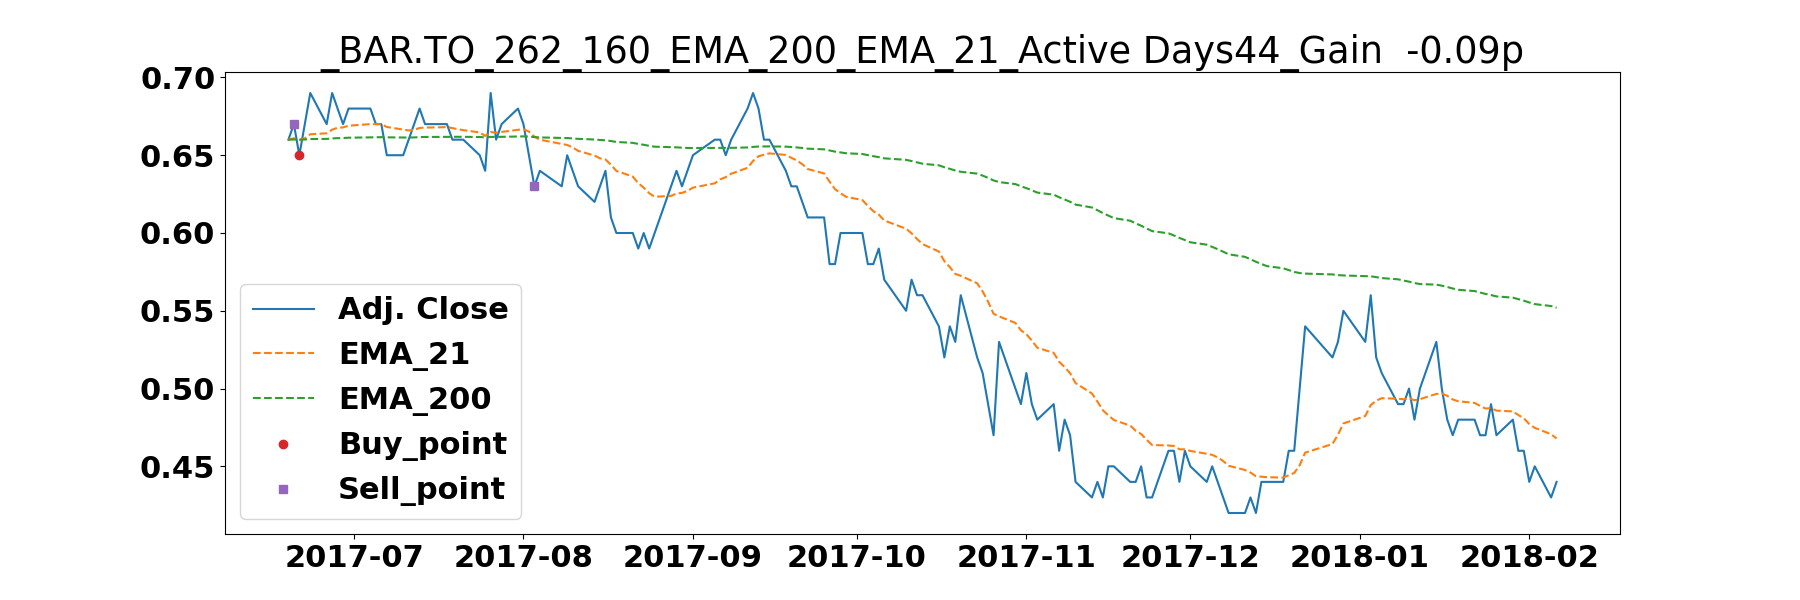 _BAR.TO_262_160_EMA_200_EMA_21_Active Days44_Gain  -0.09p
0.70
0.65
0.60
0.55
0.50
0.45
Adj. Close
EMA_21
EMA_200
Buy_point
Sell_point
2017-07 2017-08 2017-09 2017-10 2017-11 2017-12 2018-01 2018-02